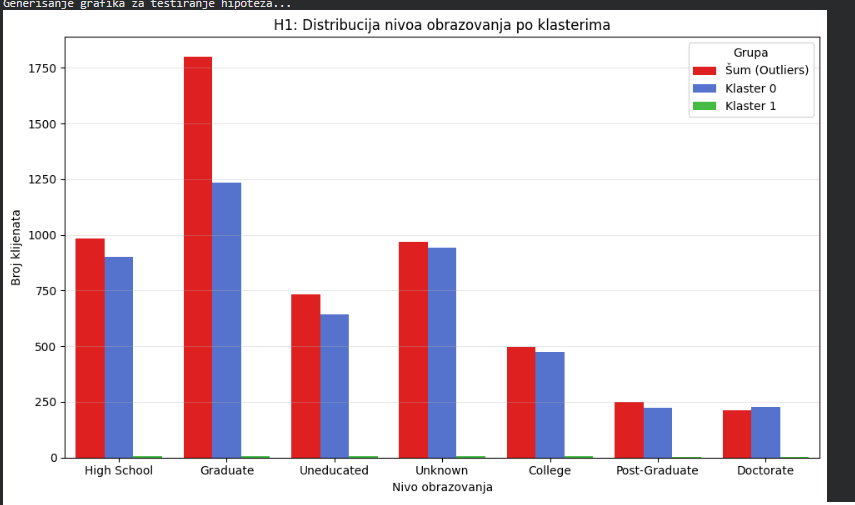 Generisanje grafika za testiranje hipoteza...
H1: Distribucija nivoa obrazovanja po klasterima
Grupa
Šum (Outliers)
Klaster 0
Klaster 1
1750
1500
1250
1000
750
500
250
0
Broj klijenata
High School Graduate Uneducated Unknown College Post-Graduate Doctorate
Nivo obrazovanja